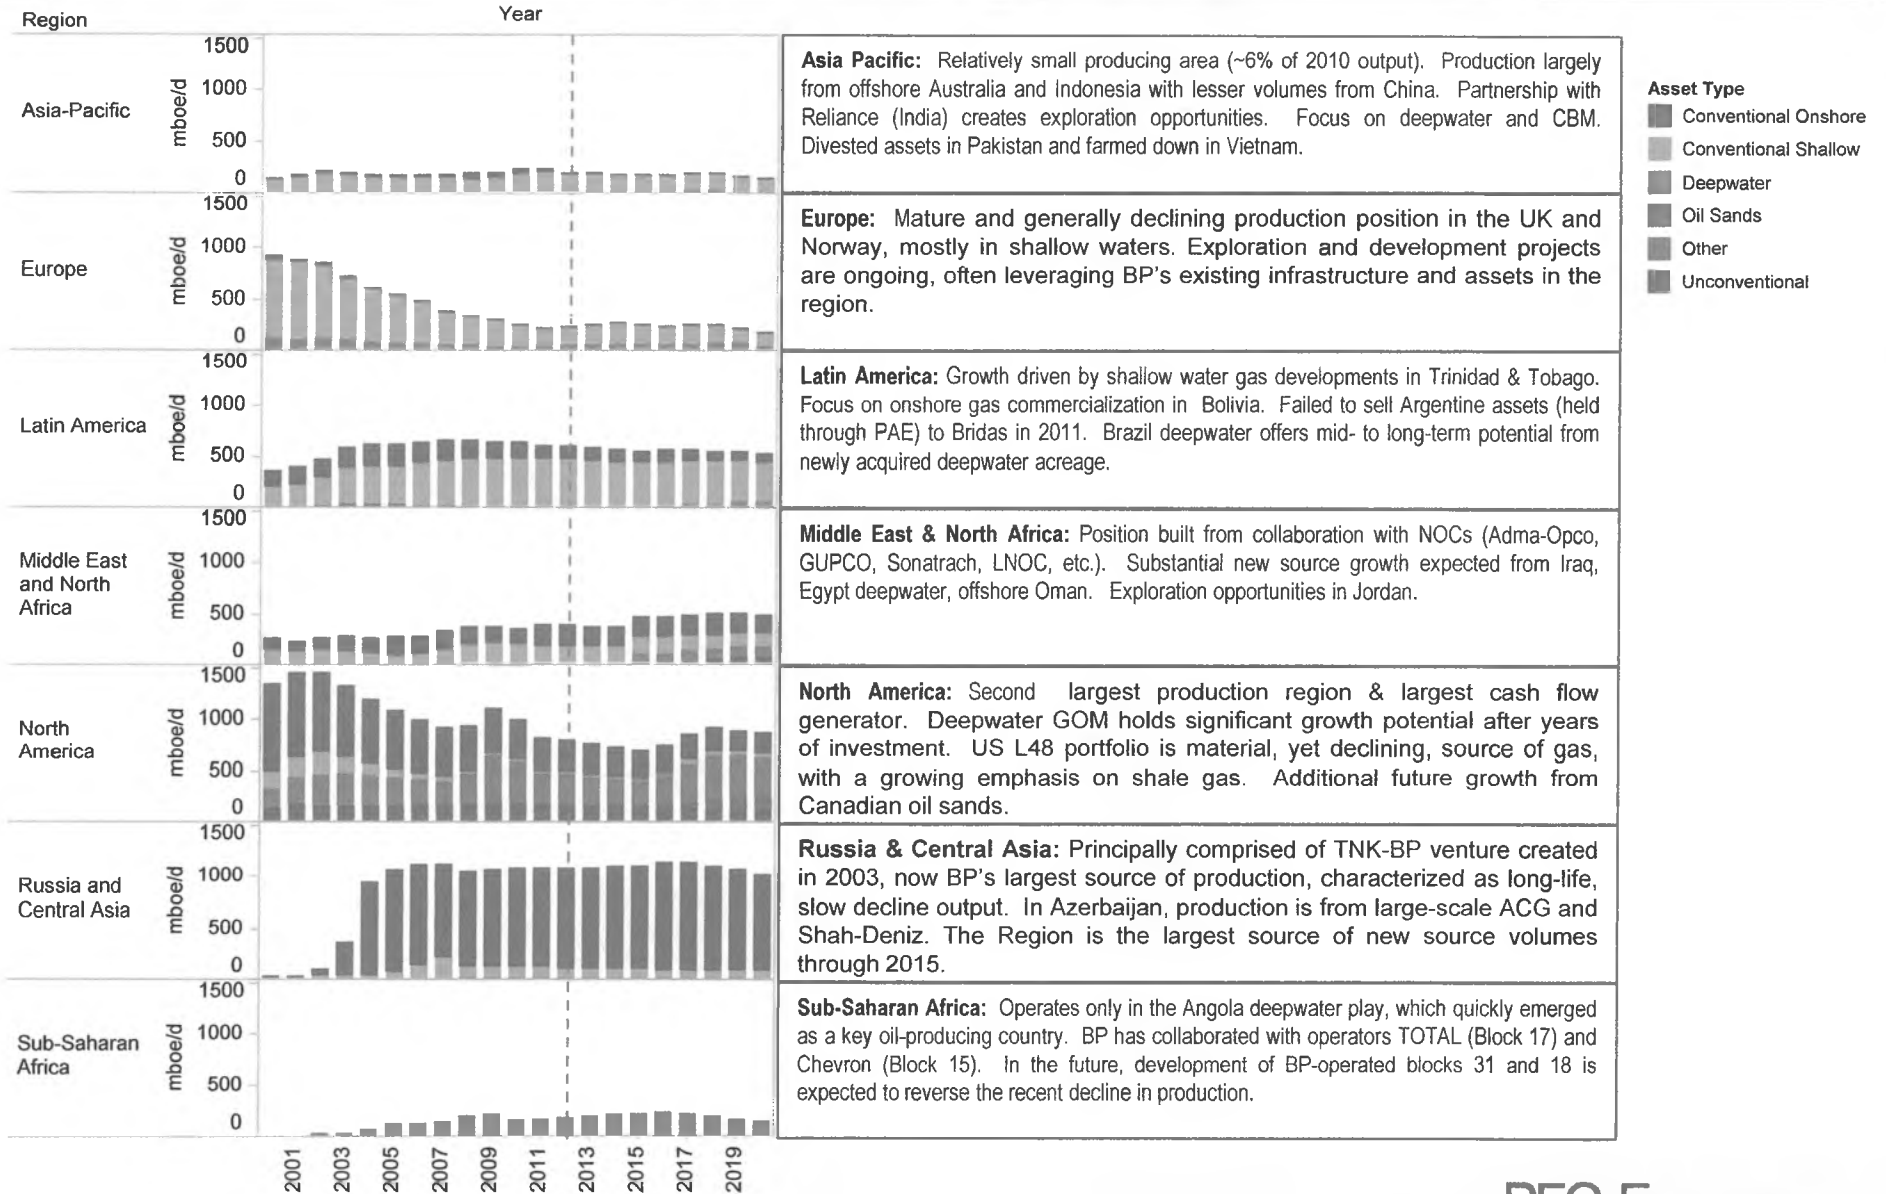 Region
Year
Asia-Pacific
mboe/d
1500
1000
500
0
Asia Pacific: Relatively small producing area (~6% of 2010 output). Production largely
from offshore Australia and Indonesia with lesser volumes from China. Partnership with
Reliance (India) creates exploration opportunities. Focus on deepwater and CBM.
Divested assets in Pakistan and farmed down in Vietnam.
Asset Type
Conventional Onshore
Conventional Shallow
Deepwater
Oil Sands
Other
Unconventional
Europe
mboe/d
1500
1000
500
0
Europe: Mature and generally declining production position in the UK and
Norway, mostly in shallow waters. Exploration and development projects
are ongoing, often leveraging BP's existing infrastructure and assets in the
region.
Latin America
mboe/d
1500
1000
500
0
Latin America: Growth driven by shallow water gas developments in Trinidad & Tobago.
Focus on onshore gas commercialization in Bolivia. Failed to sell Argentine assets (held
through PAE) to Bridas in 2011. Brazil deepwater offers mid- to long-term potential from
newly acquired deepwater acreage.
Middle East
and North
Africa
mboe/d
1500
1000
500
0
Middle East & North Africa: Position built from collaboration with NOCs (Adma-Opco,
GUPCO, Sonatrach, LNOC, etc.). Substantial new source growth expected from Iraq,
Egypt deepwater, offshore Oman. Exploration opportunities in Jordan.
North
America
mboe/d
1500
1000
500
0
North America: Second largest production region & largest cash flow
generator. Deepwater GOM holds significant growth potential after years
of investment. US L48 portfolio is material, yet declining, source of gas,
with a growing emphasis on shale gas. Additional future growth from
Canadian oil sands.
Russia and
Central Asia
mboe/d
1500
1000
500
0
Russia & Central Asia: Principally comprised of TNK-BP venture created
in 2003, now BP's largest source of production, characterized as long-life,
slow decline output. In Azerbaijan, production is from large-scale ACG and
Shah-Deniz. The Region is the largest source of new source volumes
through 2015.
Sub-Saharan
Africa
mboe/d
1500
1000
500
0
Sub-Saharan Africa: Operates only in the Angola deepwater play, which quickly emerged
as a key oil-producing country. BP has collaborated with operators TOTAL (Block 17) and
Chevron (Block 15). In the future, development of BP-operated blocks 31 and 18 is
expected to reverse the recent decline in production.
2001
2003
2005
2007
2009
2011
2013
2015
2017
2019